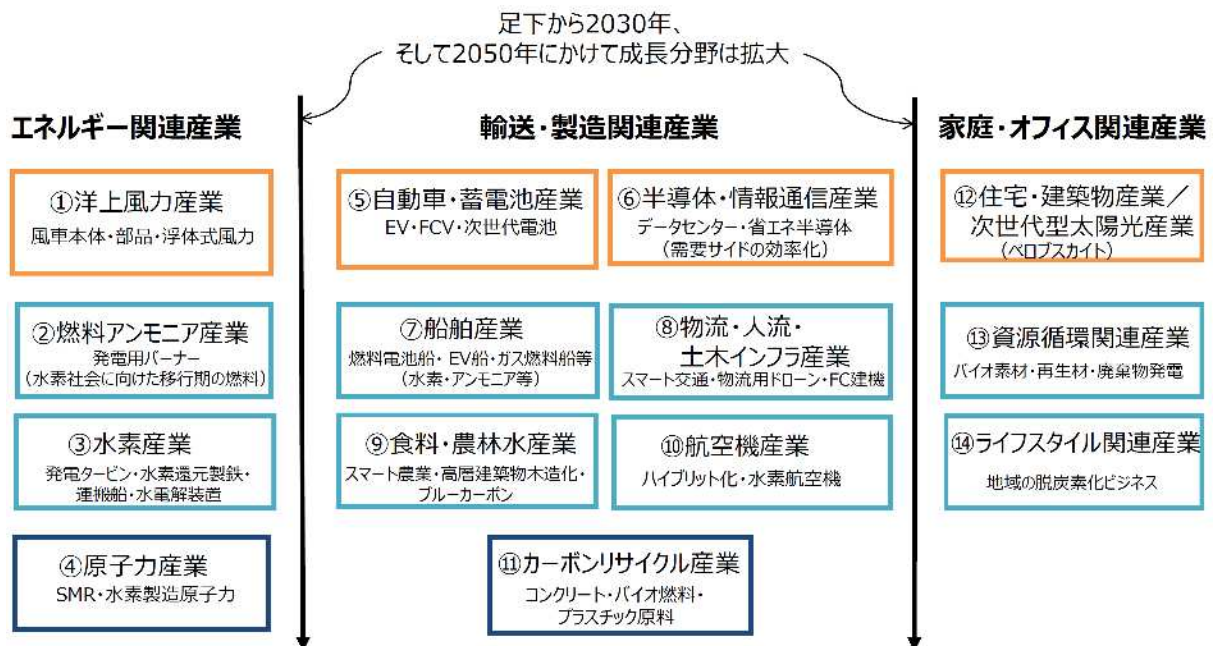 足下から2030年、
そして2050年にかけて成長分野は拡大
エネルギー関連産業
①洋上風力産業
風車本体・部品・浮体式風力
②燃料アンモニア産業
発電用バーナー
(水素社会に向けた移行期の燃料)
③水素産業
発電タービン・水素還元製鉄・
運搬船・水電解装置
④原子力産業
SMR・水素製造原子力
輸送・製造関連産業
⑤自動車・蓄電池産業
EV・FCV・次世代電池
⑥半導体・情報通信産業
データセンター・省エネ半導体
(需要サイドの効率化)
⑦船舶産業
燃料電池船・EV船・ガス燃料船等
(水素・アンモニア等)
⑧物流・人流・
土木インフラ産業
スマート交通・物流用ドローン・FC建機
⑨食料・農林水産業
スマート農業・高層建築物木造化・
ブルーカーボン
⑩航空機産業
ハイブリット化・水素航空機
⑪カーボンリサイクル産業
コンクリート・バイオ燃料・
プラスチック原料
家庭・オフィス関連産業
⑫住宅・建築物産業／
次世代型太陽光産業
(ペロブスカイト)
⑬資源循環関連産業
バイオ素材・再生材・廃棄物発電
⑭ライフスタイル関連産業
地域の脱炭素化ビジネス